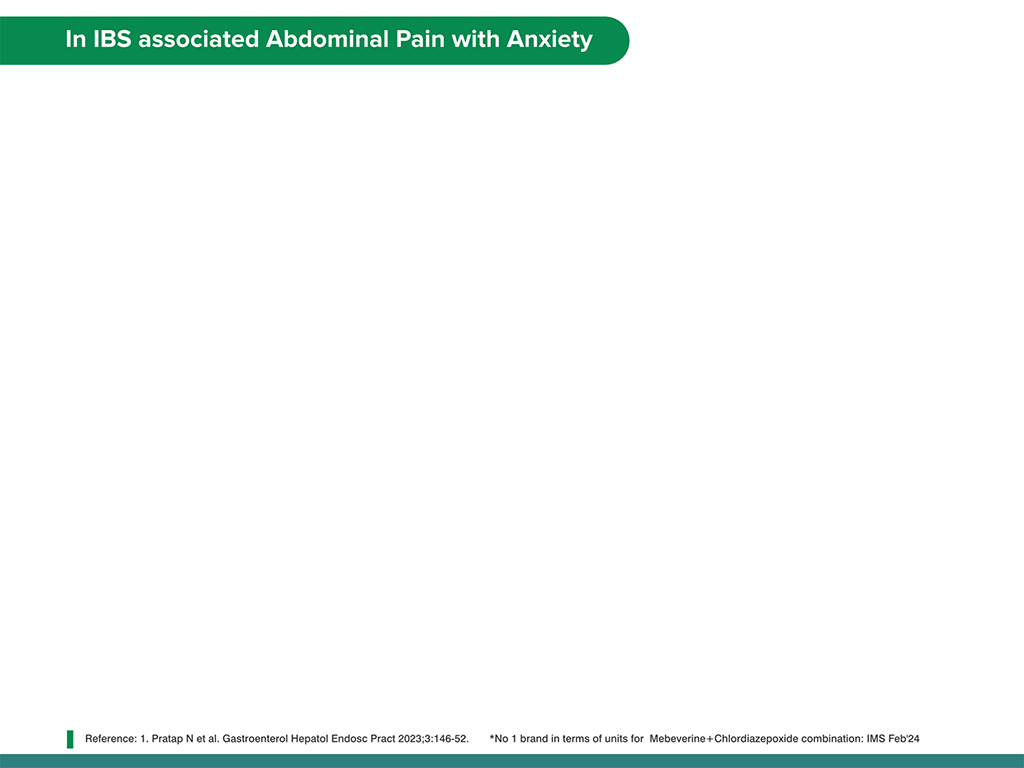 In IBS associated Abdominal Pain with Anxiety
Reference: 1. Pratap N et al. Gastroenterol Hepatol Endosc Pract 2023;3:146-52. *No 1 brand in terms of units for Mebeverine+Chlordiazepoxide combination: IMS Feb'24